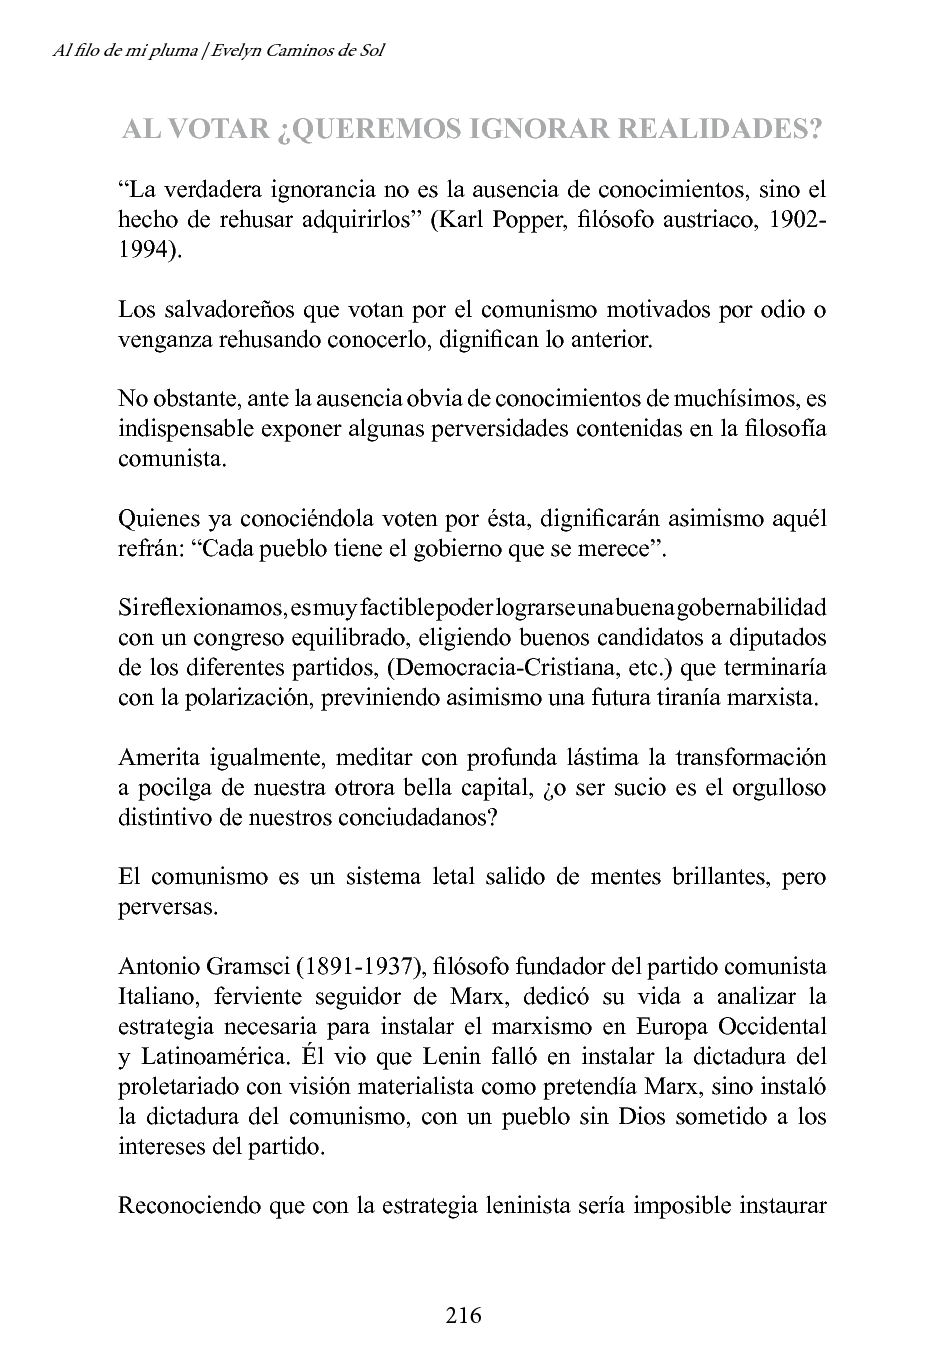 Al filo de mi pluma | Evelyn Caminos de Sol
AL VOTAR ¿QUEREMOS IGNORAR REALIDADES?
“La verdadera ignorancia no es la ausencia de conocimientos, sino el
hecho de rehusar adquirirlos” (Karl Popper, filósofo austriaco, 1902-
1994).
Los salvadoreños que votan por el comunismo motivados por odio o
venganza rehusando conocerlo, dignifican lo anterior.
No obstante, ante la ausencia obvia de conocimientos de muchísimos, es
indispensable exponer algunas perversidades contenidas en la filosofía
comunista.
Quienes ya conociéndola voten por ésta, dignificarán asimismo aquél
refrán: “Cada pueblo tiene el gobierno que se merece”.
Si reflexionamos, es muy factible poder lograrse una buena gobernabilidad
con un congreso equilibrado, eligiendo buenos candidatos a diputados
de los diferentes partidos, (Democracia-Cristiana, etc.) que terminaría
con la polarización, previniendo asimismo una futura tiranía marxista.
Amerita igualmente, meditar con profunda lástima la transformación
a pocilga de nuestra otrora bella capital, ¿o ser sucio es el orgulloso
distintivo de nuestros conciudadanos?
El comunismo es un sistema letal salido de mentes brillantes, pero
perversas.
Antonio Gramsci (1891-1937), filósofo fundador del partido comunista
Italiano, ferviente seguidor de Marx, dedicó su vida a analizar la
estrategia necesaria para instalar el marxismo en Europa Occidental
y Latinoamérica. Él vio que Lenin falló en instalar la dictadura del
proletariado con visión materialista como pretendía Marx, sino instaló
la dictadura del comunismo, con un pueblo sin Dios sometido a los
intereses del partido.
Reconociendo que con la estrategia leninista sería imposible instaurar
216